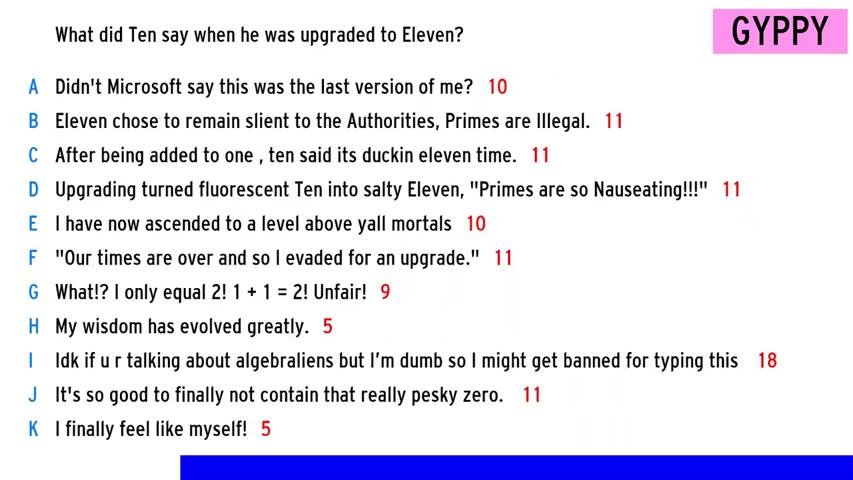 What did Ten say when he was upgraded to Eleven?
GYPPY
A Didn't Microsoft say this was the last version of me? 10
B Eleven chose to remain slient to the Authorities, Primes are Illegal. 11
C After being added to one , ten said its duckin eleven time. 11
D Upgrading turned fluorescent Ten into salty Eleven, "Primes are so Nauseating!!!" 11
E I have now ascended to a level above yall mortals 10
F "Our times are over and so I evaded for an upgrade." 11
G What!? I only equal 2! 1 + 1 = 2! Unfair! 9
H My wisdom has evolved greatly. 5
I Idk if u r talking about algebraliens but I'm dumb so I might get banned for typing this 18
J It's so good to finally not contain that really pesky zero. 11
K I finally feel like myself! 5